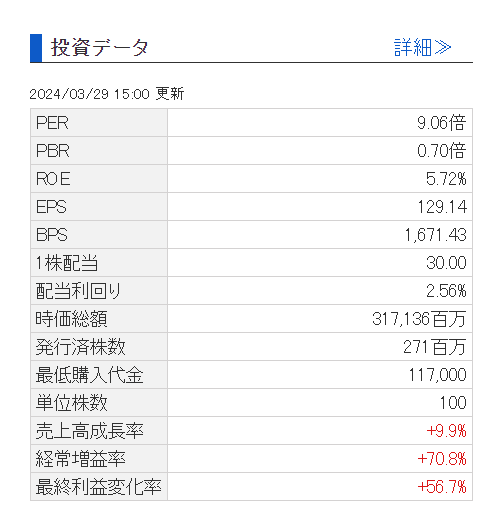 投資データ 詳細≫
2024/03/29 15:00 更新
PER 9.06倍
PBR 0.70倍
ROE 5.72%
EPS 129.14
BPS 1,671.43
1株配当 30.00
配当利回り 2.56%
時価総額 317,136百万
発行済株数 271百万
最低購入代金 117,000
単位株数 100
売上高成長率 +9.9%
経常増益率 +70.8%
最終利益変化率 +56.7%